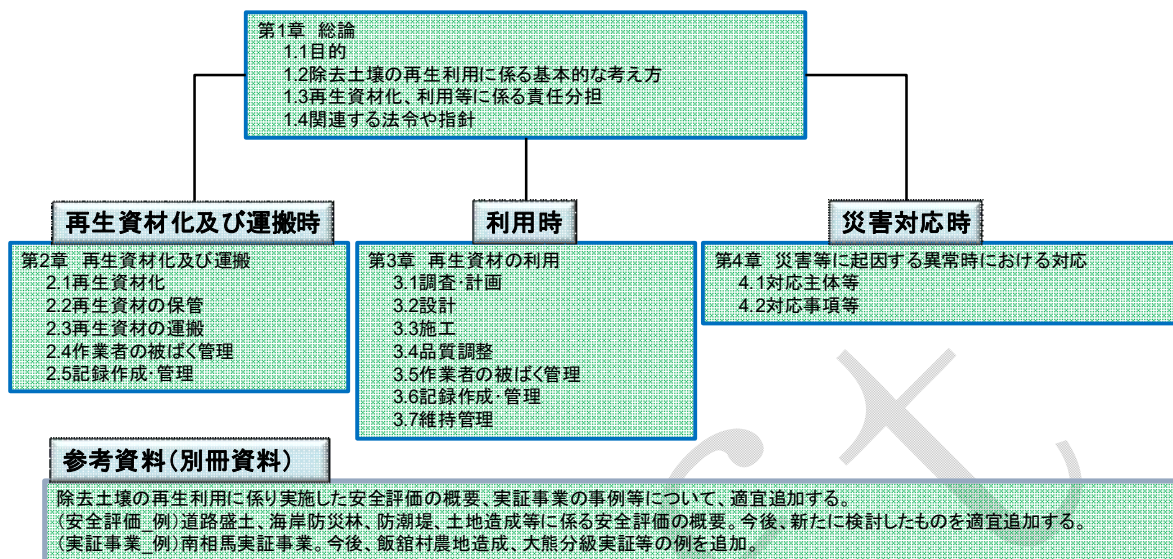 第1章 総論
1.1目的
1.2除去土壌の再生利用に係る基本的な考え方
1.3再生資材化、利用等に係る責任分担
1.4関連する法令や指針
再生資材化及び運搬時
第2章 再生資材化及び運搬
2.1再生資材化
2.2再生資材の保管
2.3再生資材の運搬
2.4作業者の被ばく管理
2.5記録作成・管理
利用時
第3章 再生資材の利用
3.1調査・計画
3.2設計
3.3施工
3.4品質調整
3.5作業者の被ばく管理
3.6記録作成・管理
3.7維持管理
災害対応時
第4章 災害等に起因する異常時における対応
4.1対応主体等
4.2対応事項等
参考資料(別冊資料)
除去土壌の再生利用に係り実施した安全評価の概要、実証事業の事例等について、適宜追加する。
(安全評価_例)道路盛土、海岸防災林、防潮堤、土地造成等に係る安全評価の概要。今後、新たに検討したものを適宜追加する。
(実証事業_例)南相馬実証事業。今後、飯舘村農地造成、大熊分級実証等の例を追加。